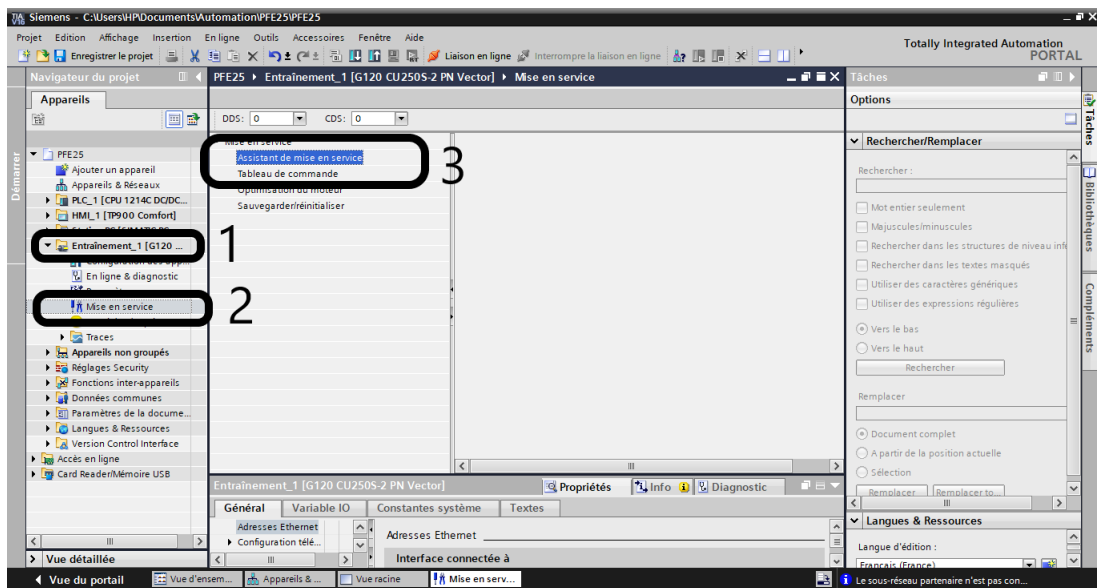 Siemens - C:\Users\HP\Documents\Automation\PFE25\PFE25
Projet Edition Affichage Insertion En ligne Outils Accessoires Fenêtre Aide
Enregistrer le projet
Liaison en ligne
Interrompre la liaison en ligne
Totally Integrated Automation
PORTAL
Navigateur du projet
PFE25 Entraînement_1 [G120 CU250S-2 PN Vector] Mise en service
Tâches
Appareils
Options
DDS: 0 CDS: 0
Démarrer
PFE25
Ajouter un appareil
Appareils & Réseaux
PLC_1 [CPU 1214C DC/DC...
HMI_1 [TP900 Comfort]
Entraînement_1 [G120 ...
En ligne & diagnostic
Mise en service
Traces
Appareils non groupés
Réglages Security
Fonctions inter-appareils
Données communes
Paramètres de la docume...
Langues & Ressources
Version Control Interface
Accès en ligne
Card Reader/Mémoire USB
Vue détaillée
1
2
3
Mise en service
Assistant de mise en service
Tableau de commande
Optimisation du moteur
Sauvegarder/réinitialiser
Rechercher/Remplacer
Rechercher :
Mot entier seulement
Majuscules/minuscules
Rechercher dans les structures de niveau infé
Rechercher dans les textes masqués
Utiliser des caractères génériques
Utiliser des expressions régulières
Vers le bas
Vers le haut
Rechercher
Remplacer
Document complet
A partir de la position actuelle
Sélection
Remplacer Remplacer to...
Langues & Ressources
Langue d'édition :
Français (France)
Tâches
Bibliothèques
Compléments
Entraînement_1 [G120 CU250S-2 PN Vector]
Propriétés Info Diagnostic
Général Variable IO Constantes système Textes
Adresses Ethernet
Configuration télé...
Adresses Ethernet
Interface connectée à
Vue du portail Vue d'ensem... Appareils & ... Vue racine Mise en serv...
Le sous-réseau partenaire n'est pas con...